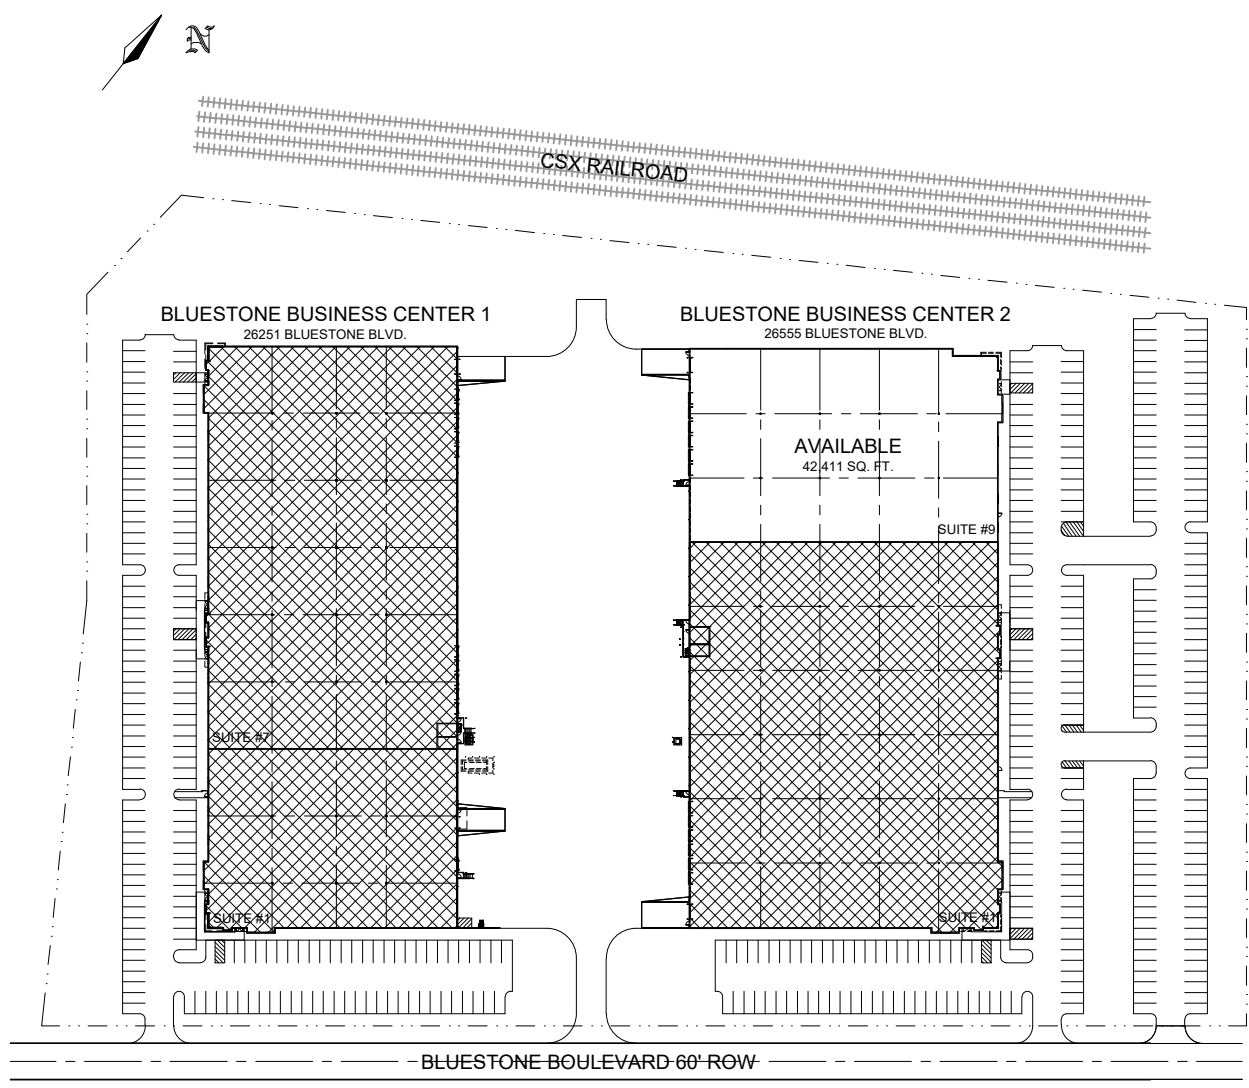 N
CSX RAILROAD
BLUESTONE BUSINESS CENTER 1
26251 BLUESTONE BLVD.
BLUESTONE BUSINESS CENTER 2
26555 BLUESTONE BLVD.
AVAILABLE
42,411 SQ. FT.
SUITE #9
SUITE #7
SUITE #1
SUITE #1
BLUESTONE BOULEVARD 60' ROW